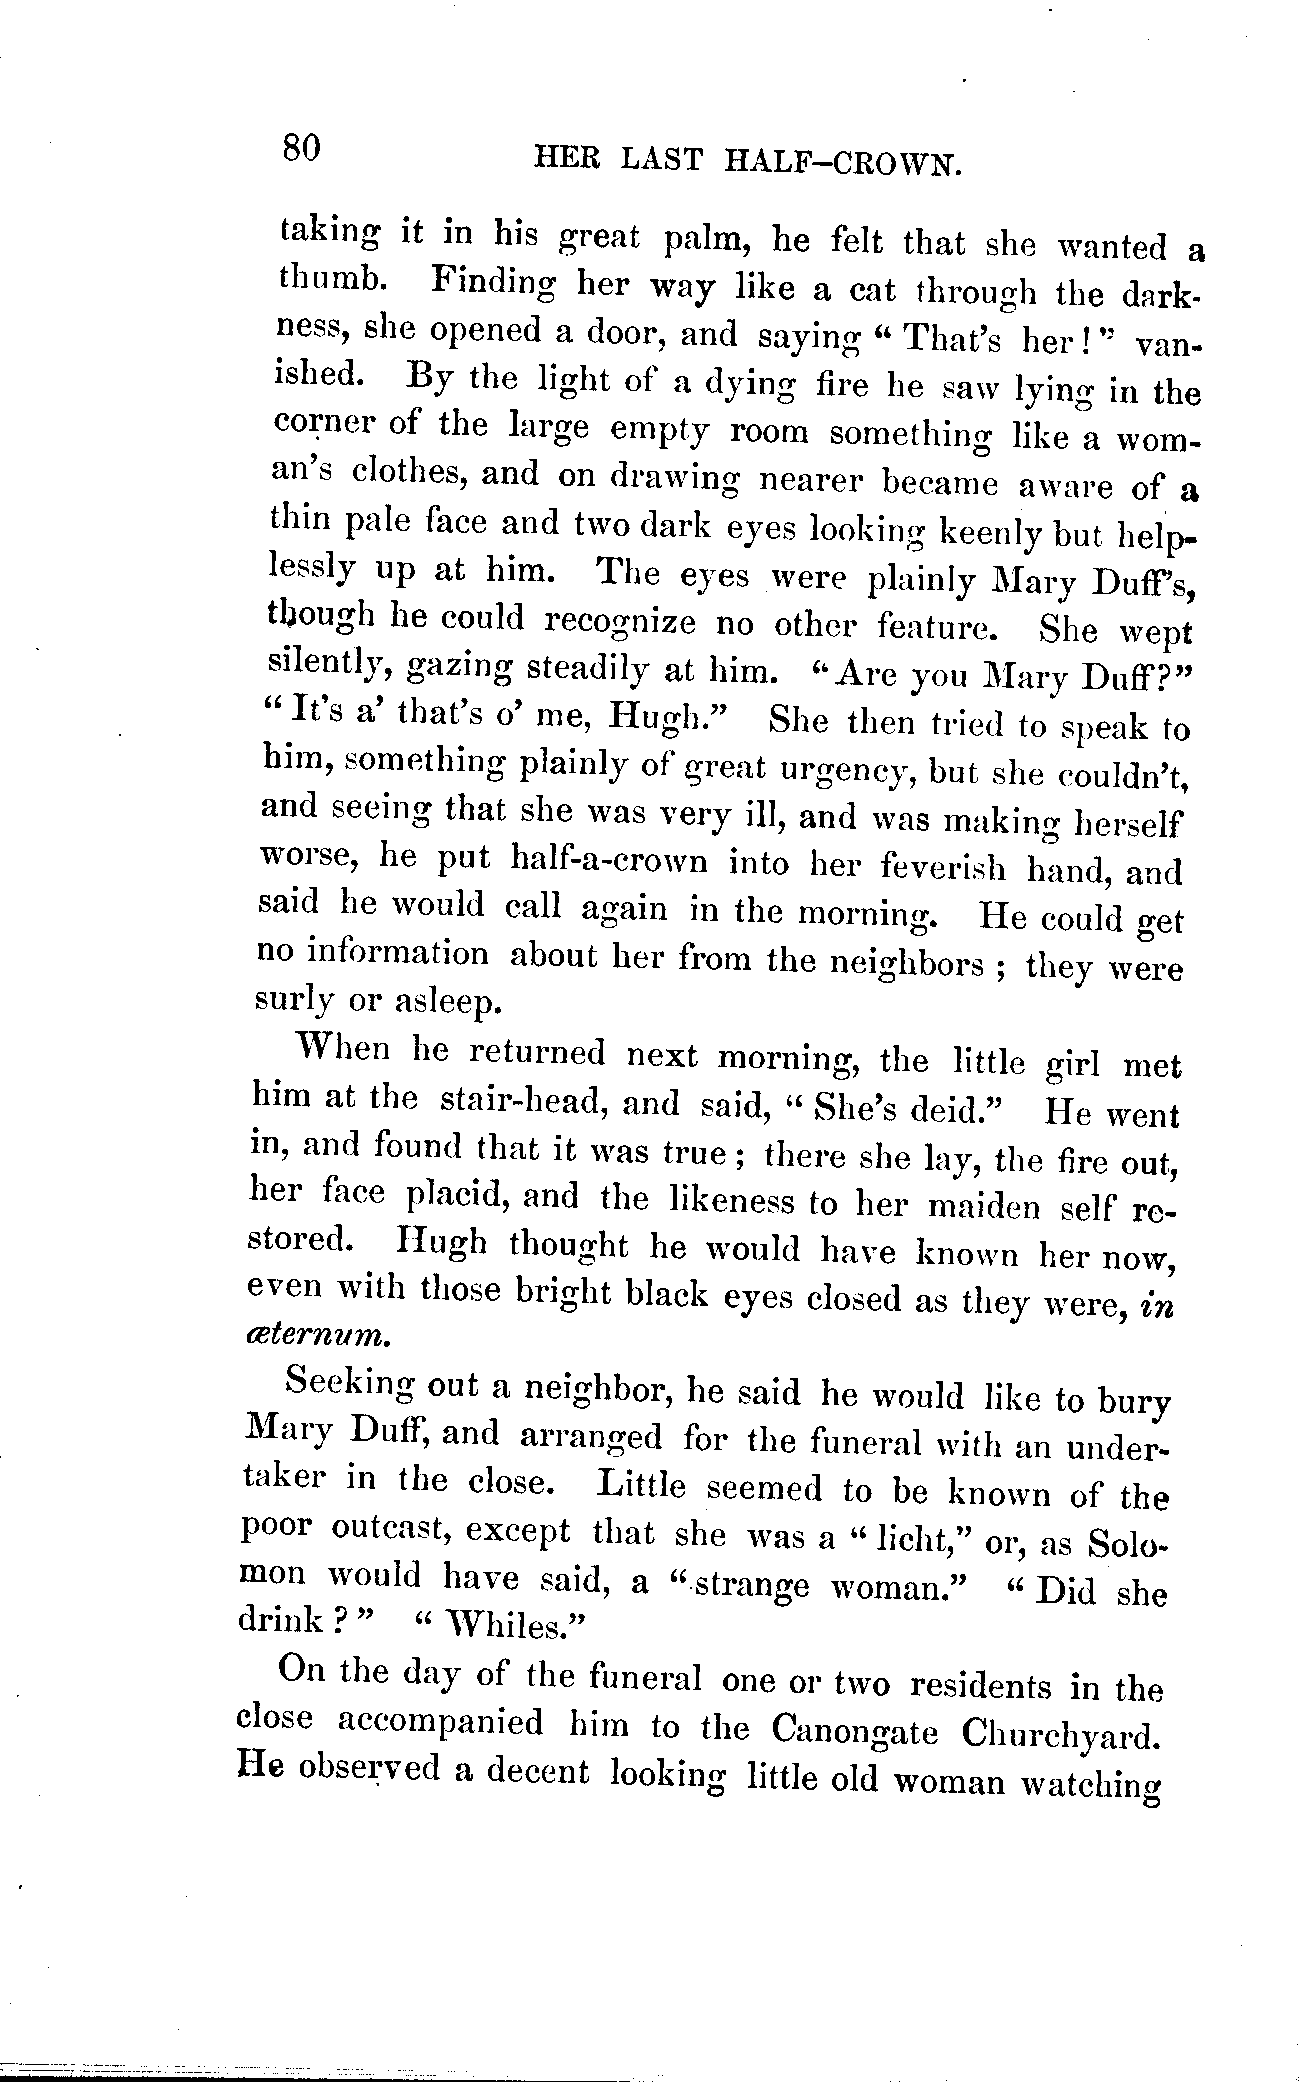 80
HER LAST HALF-CROWN.
taking it in his great palm, he felt that she wanted a
thumb. Finding her way like a cat through the dark-
ness, she opened a door, and saying “ That’s her ! ” van-
ished. By the light of a dying fire he saw lying in the
corner of the large empty room something like a wom-
an’s clothes, and on drawing nearer became aware of a
thin pale face and two dark eyes looking keenly but help-
lessly up at him. The eyes were plainly Mary Duff’s,
though he could recognize no other feature. She wept
silently, gazing steadily at him. “ Are you Mary Duff?”
“ It’s a’ that’s o’ me, Hugh.” She then tried to speak to
him, something plainly of great urgency, but she couldn’t,
and seeing that she was very ill, and was making herself
worse, he put half-a-crown into her feverish hand, and
said he would call again in the morning. He could get
no information about her from the neighbors ; they were
surly or asleep.
When he returned next morning, the little girl met
him at the stair-head, and said, “ She’s deid.” He went
in, and found that it was true ; there she lay, the fire out,
her face placid, and the likeness to her maiden self re-
stored. Hugh thought he would have known her now,
even with those bright black eyes closed as they were, in
æternum.
Seeking out a neighbor, he said he would like to bury
Mary Duff, and arranged for the funeral with an under-
taker in the close. Little seemed to be known of the
poor outcast, except that she was a “ licht,” or, as Solo-
mon would have said, a “ strange woman.” “ Did she
drink ? ” “ Whiles.”
On the day of the funeral one or two residents in the
close accompanied him to the Canongate Churchyard.
He observed a decent looking little old woman watching